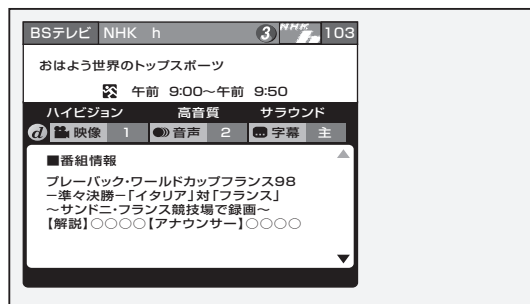 BSテレビ NHK h 3 NHK h 103
おはよう世界のトップスポーツ
午前 9:00～午前 9:50
ハイビジョン 高音質 サラウンド
d 映像 1 音声 2 字幕 主
■番組情報
プレーバック・ワールドカップフランス98
−準々決勝−「イタリア」対「フランス」
～サンドニ・フランス競技場で録画～
【解説】○○○○【アナウンサー】○○○○